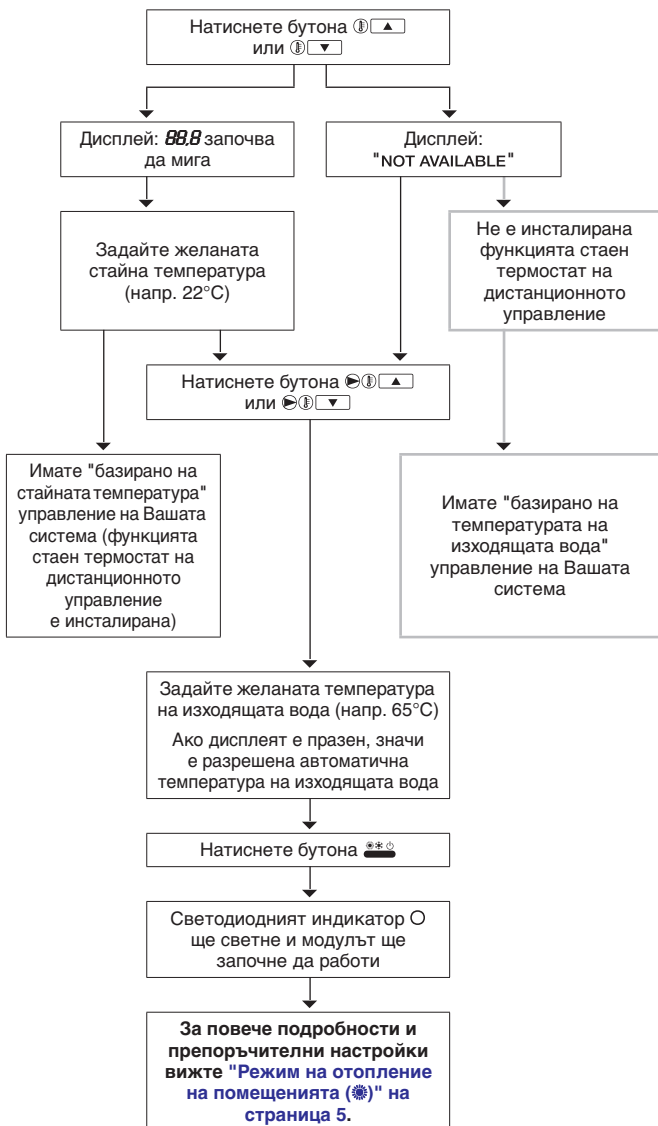 Натиснете бутона
или
Дисплей: 88,8 започва
да мига
Дисплей:
"NOT AVAILABLE"
Задайте желаната
стайна температура
(напр. 22°C)
Не е инсталирана
функцията стаен
термостат на
дистанционното
управление
Натиснете бутона
или
Имате "базирано на
стайната температура"
управление на Вашата
система (функцията
стаен термостат на
дистанционното
управление
е инсталирана)
Имате "базирано на
температурата на
изходящата вода"
управление на Вашата
система
Задайте желаната температура
на изходящата вода (напр. 65°C)
Ако дисплеят е празен, значи
е разрешена автоматична
температура на изходящата вода
Натиснете бутона
Светодиодният индикатор
ще светне и модулът ще
започне да работи
За повече подробности и
препоръчителни настройки
вижте "Режим на отопление
на помещенията (☀)" на
страница 5.